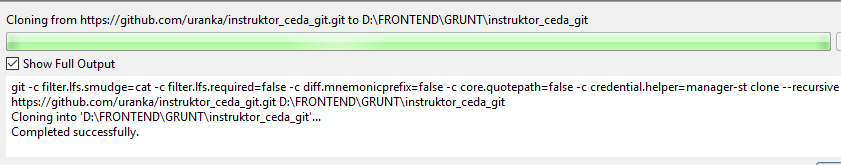 Cloning from https://github.com/uranka/instruktor_ceda_git.git to D:\FRONTEND\GRUNT\instruktor_ceda_git
Show Full Output
git -c filter.lfs.smudge=cat -c filter.lfs.required=false -c diff.mnemonicprefix=false -c core.quotepath=false -c credential.helper=manager-st clone --recursive
https://github.com/uranka/instruktor_ceda_git.git D:\FRONTEND\GRUNT\instruktor_ceda_git
Cloning into 'D:\FRONTEND\GRUNT\instruktor_ceda_git'...
Completed successfully.